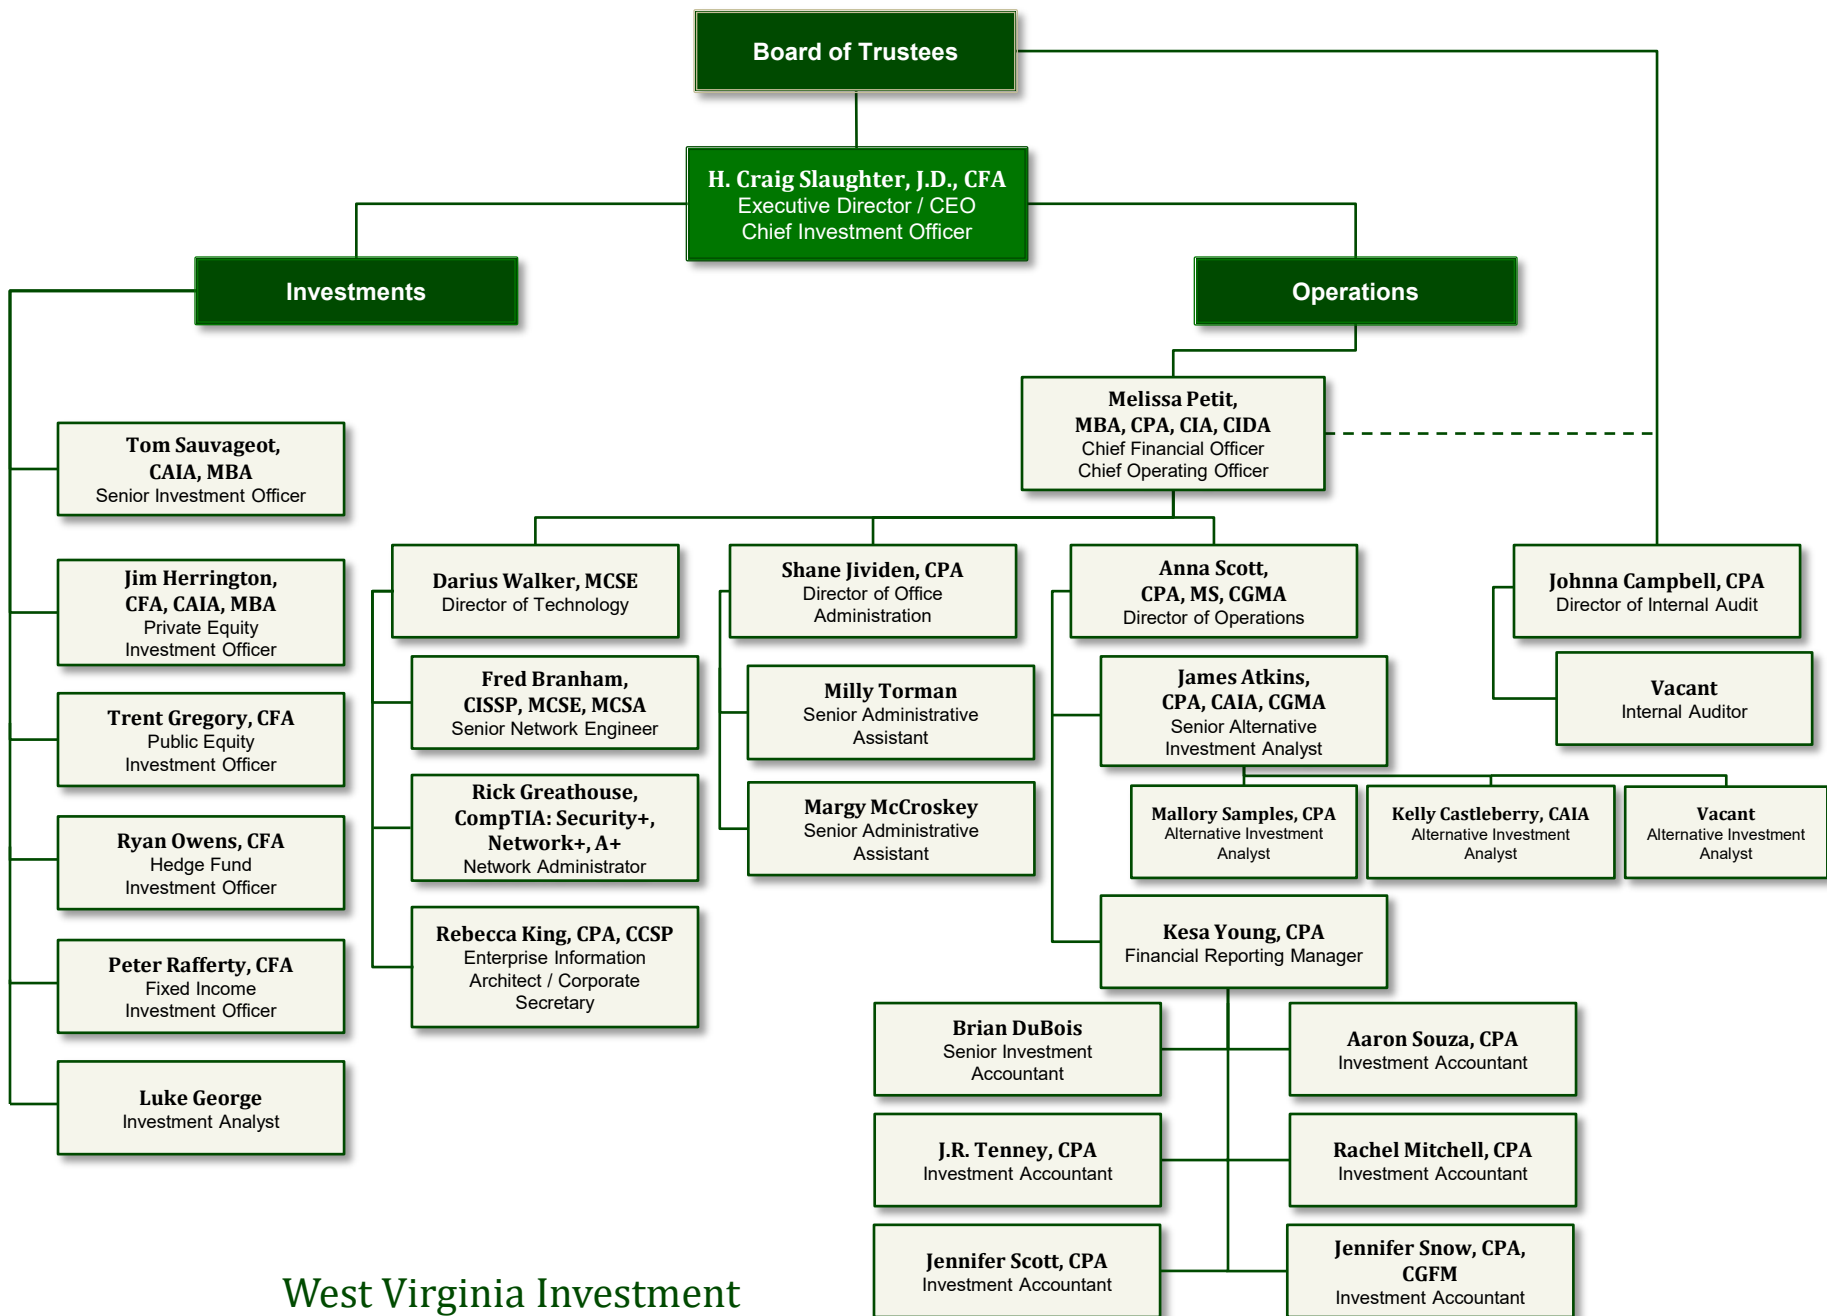 Board of Trustees
H. Craig Slaughter, J.D., CFA
Executive Director / CEO
Chief Investment Officer
Investments
Operations
Melissa Petit,
MBA, CPA, CIA, CIDA
Chief Financial Officer
Chief Operating Officer
Tom Sauvageot,
CAIA, MBA
Senior Investment Officer
Jim Herrington,
CFA, CAIA, MBA
Private Equity
Investment Officer
Trent Gregory, CFA
Public Equity
Investment Officer
Ryan Owens, CFA
Hedge Fund
Investment Officer
Peter Rafferty, CFA
Fixed Income
Investment Officer
Luke George
Investment Analyst
Darius Walker, MCSE
Director of Technology
Fred Branham,
CISSP, MCSE, MCSA
Senior Network Engineer
Rick Greathouse,
CompTIA: Security+,
Network+, A+
Network Administrator
Rebecca King, CPA, CCSP
Enterprise Information
Architect / Corporate
Secretary
Shane Jividen, CPA
Director of Office
Administration
Milly Torman
Senior Administrative
Assistant
Margy McCroskey
Senior Administrative
Assistant
Anna Scott,
CPA, MS, CGMA
Director of Operations
James Atkins,
CPA, CAIA, CGMA
Senior Alternative
Investment Analyst
Mallory Samples, CPA
Alternative Investment
Analyst
Kelly Castleberry, CAIA
Alternative Investment
Analyst
Vacant
Alternative Investment
Analyst
Kesa Young, CPA
Financial Reporting Manager
Brian DuBois
Senior Investment
Accountant
Aaron Souza, CPA
Investment Accountant
J.R. Tenney, CPA
Investment Accountant
Rachel Mitchell, CPA
Investment Accountant
Jennifer Scott, CPA
Investment Accountant
Jennifer Snow, CPA,
CGFM
Investment Accountant
Johnna Campbell, CPA
Director of Internal Audit
Vacant
Internal Auditor
West Virginia Investment